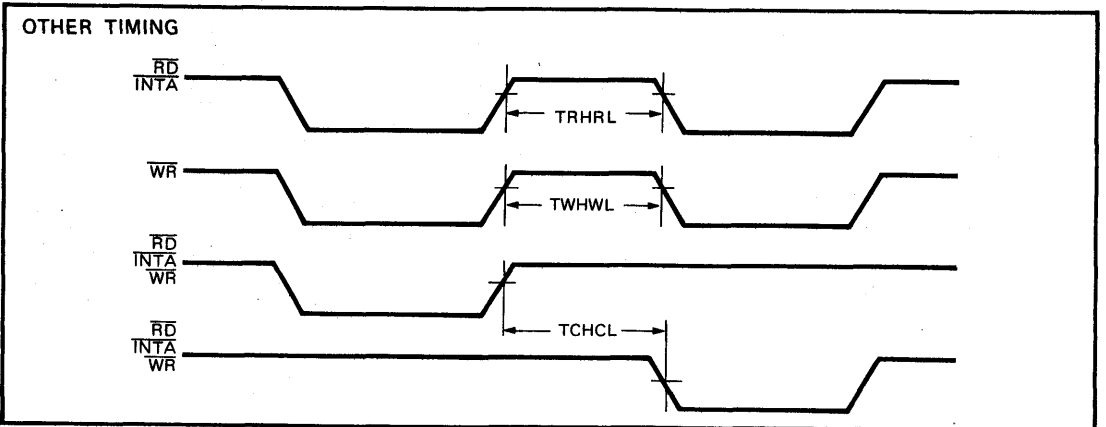 OTHER TIMING
RD
INTA
TRHRL
WR
TWHWL
RD
INTA
WR
TCHCL
RD
INTA
WR